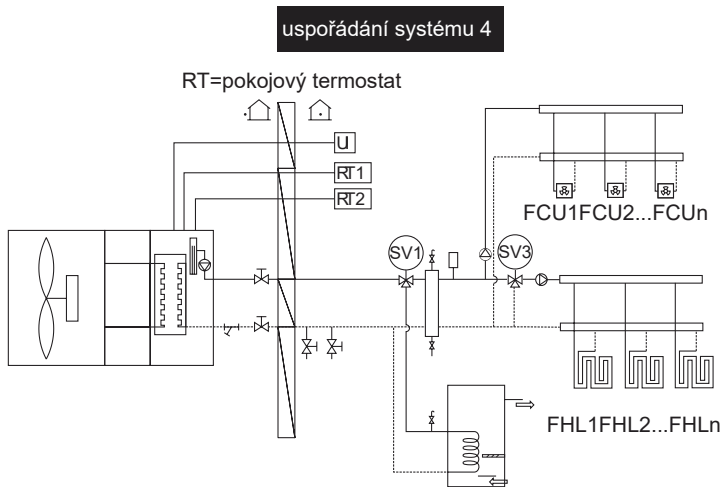 uspořádání systému 4
RT=pokojový termostat
U
RT1
RT2
SV1
SV3
FCU1FCU2...FCUn
FHL1FHL2...FHLn